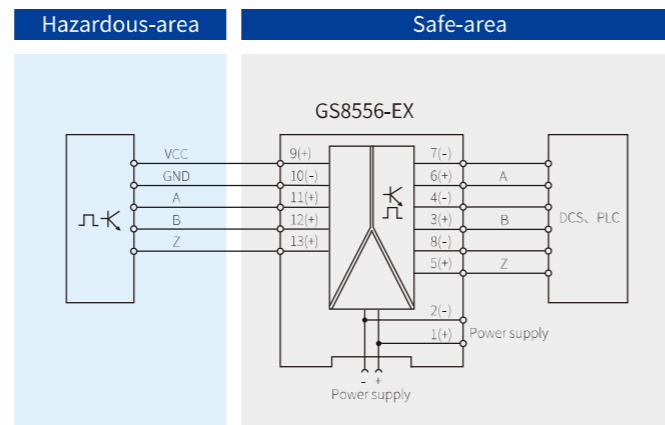 Hazardous-area
Safe-area
GS8556-EX
VCC
GND
A
B
Z
9(+)
10(-)
11(+)
12(+)
13(+)
7(-)
6(+)
4(-)
3(+)
8(-)
5(+)
2(-)
1(+)
A
B
Z
DCS、PLC
Power supply
- +
Power supply